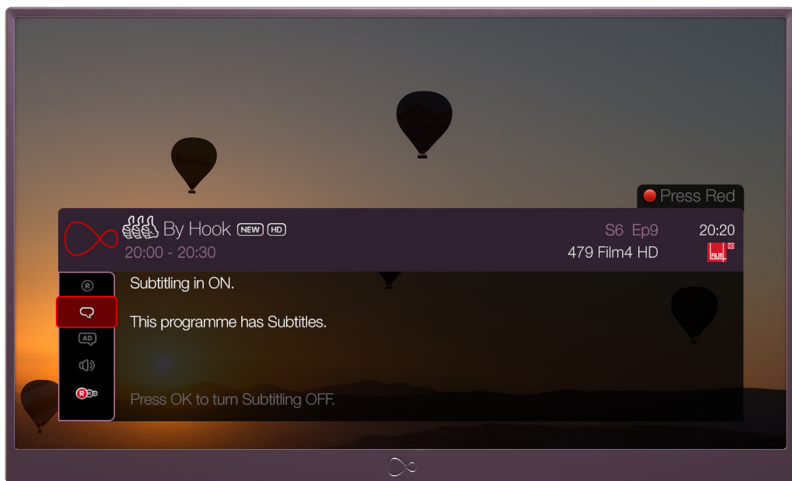 Press Red
By Hook NEW HD
S6 Ep9
20:20
20:00 - 20:30
479 Film4 HD
FILM4
R
Subtitling in ON.
This programme has Subtitles.
AD
R
Press OK to turn Subtitling OFF.